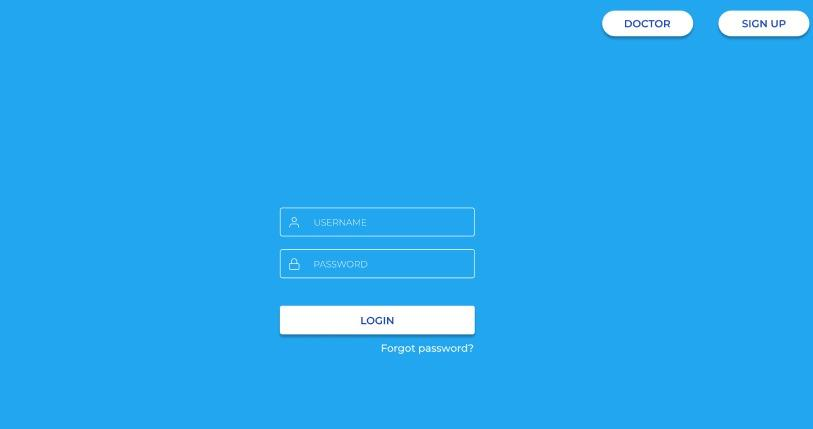 DOCTOR
SIGN UP
USERNAME
PASSWORD
LOGIN
Forgot password?